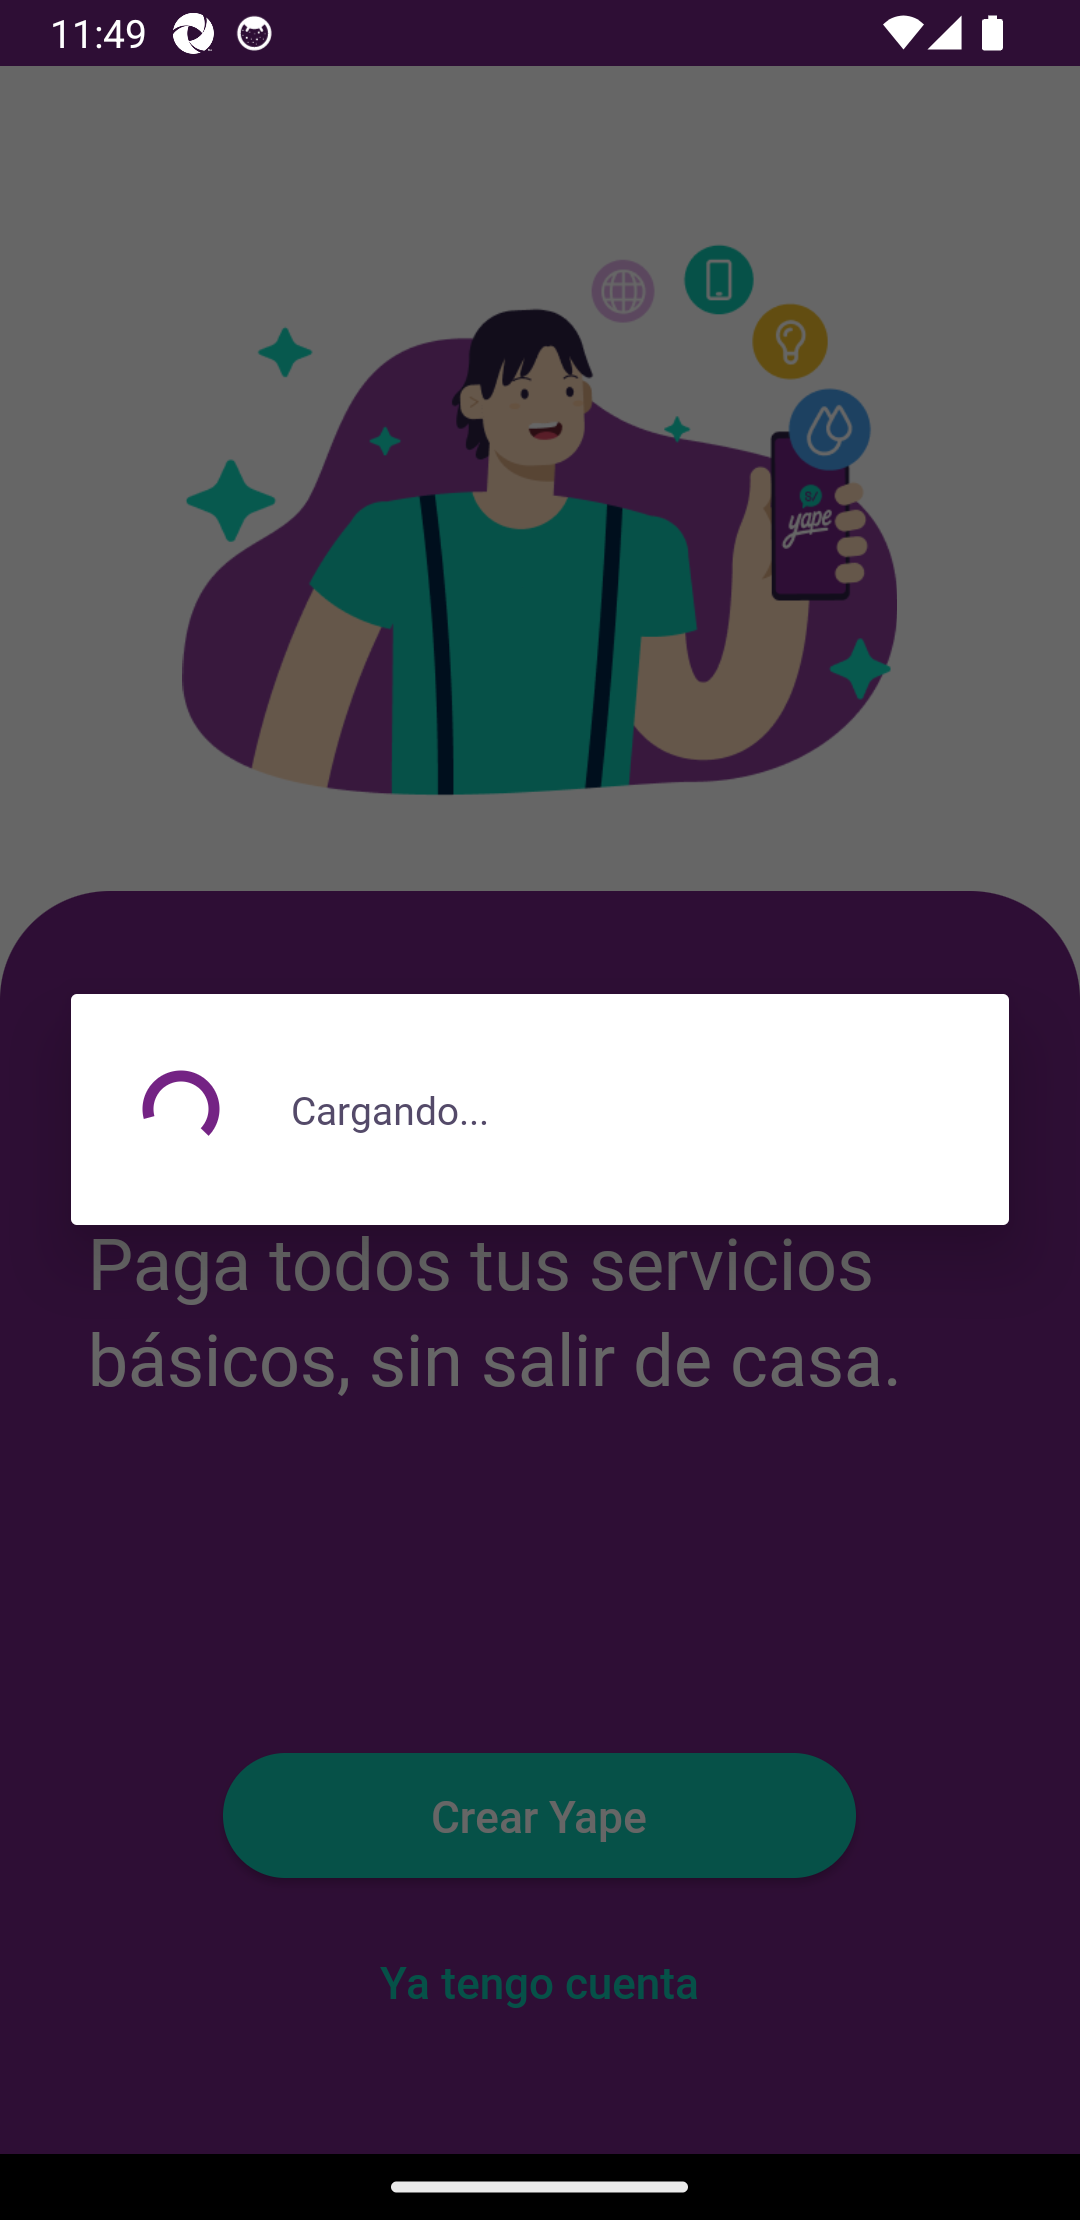 11:49
S/
yape
Cargando...
Paga todos tus servicios
básicos, sin salir de casa.
Crear Yape
Ya tengo cuenta